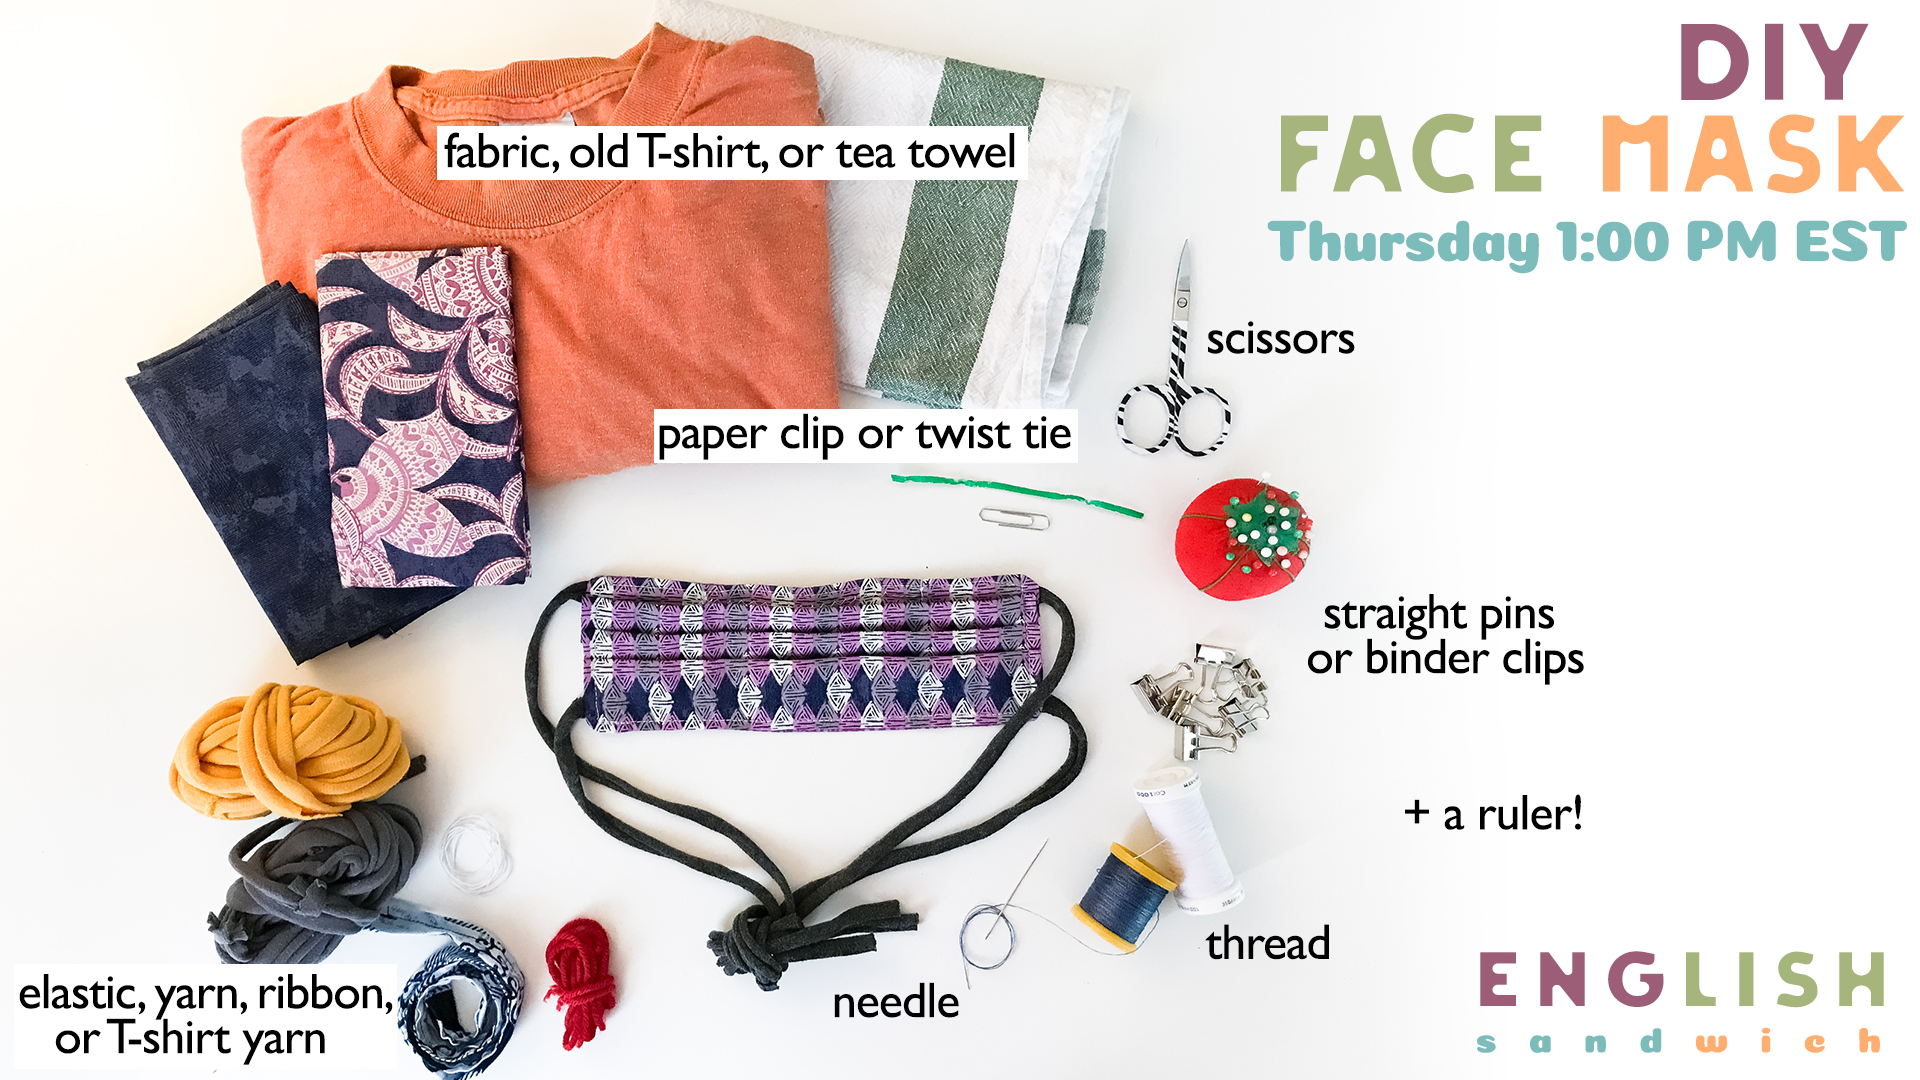 DIY
FACE MASK
Thursday 1:00 PM EST
fabric, old T-shirt, or tea towel
scissors
paper clip or twist tie
straight pins
or binder clips
+ a ruler!
thread
needle
elastic, yarn, ribbon,
or T-shirt yarn
ENGLISH
sandwich